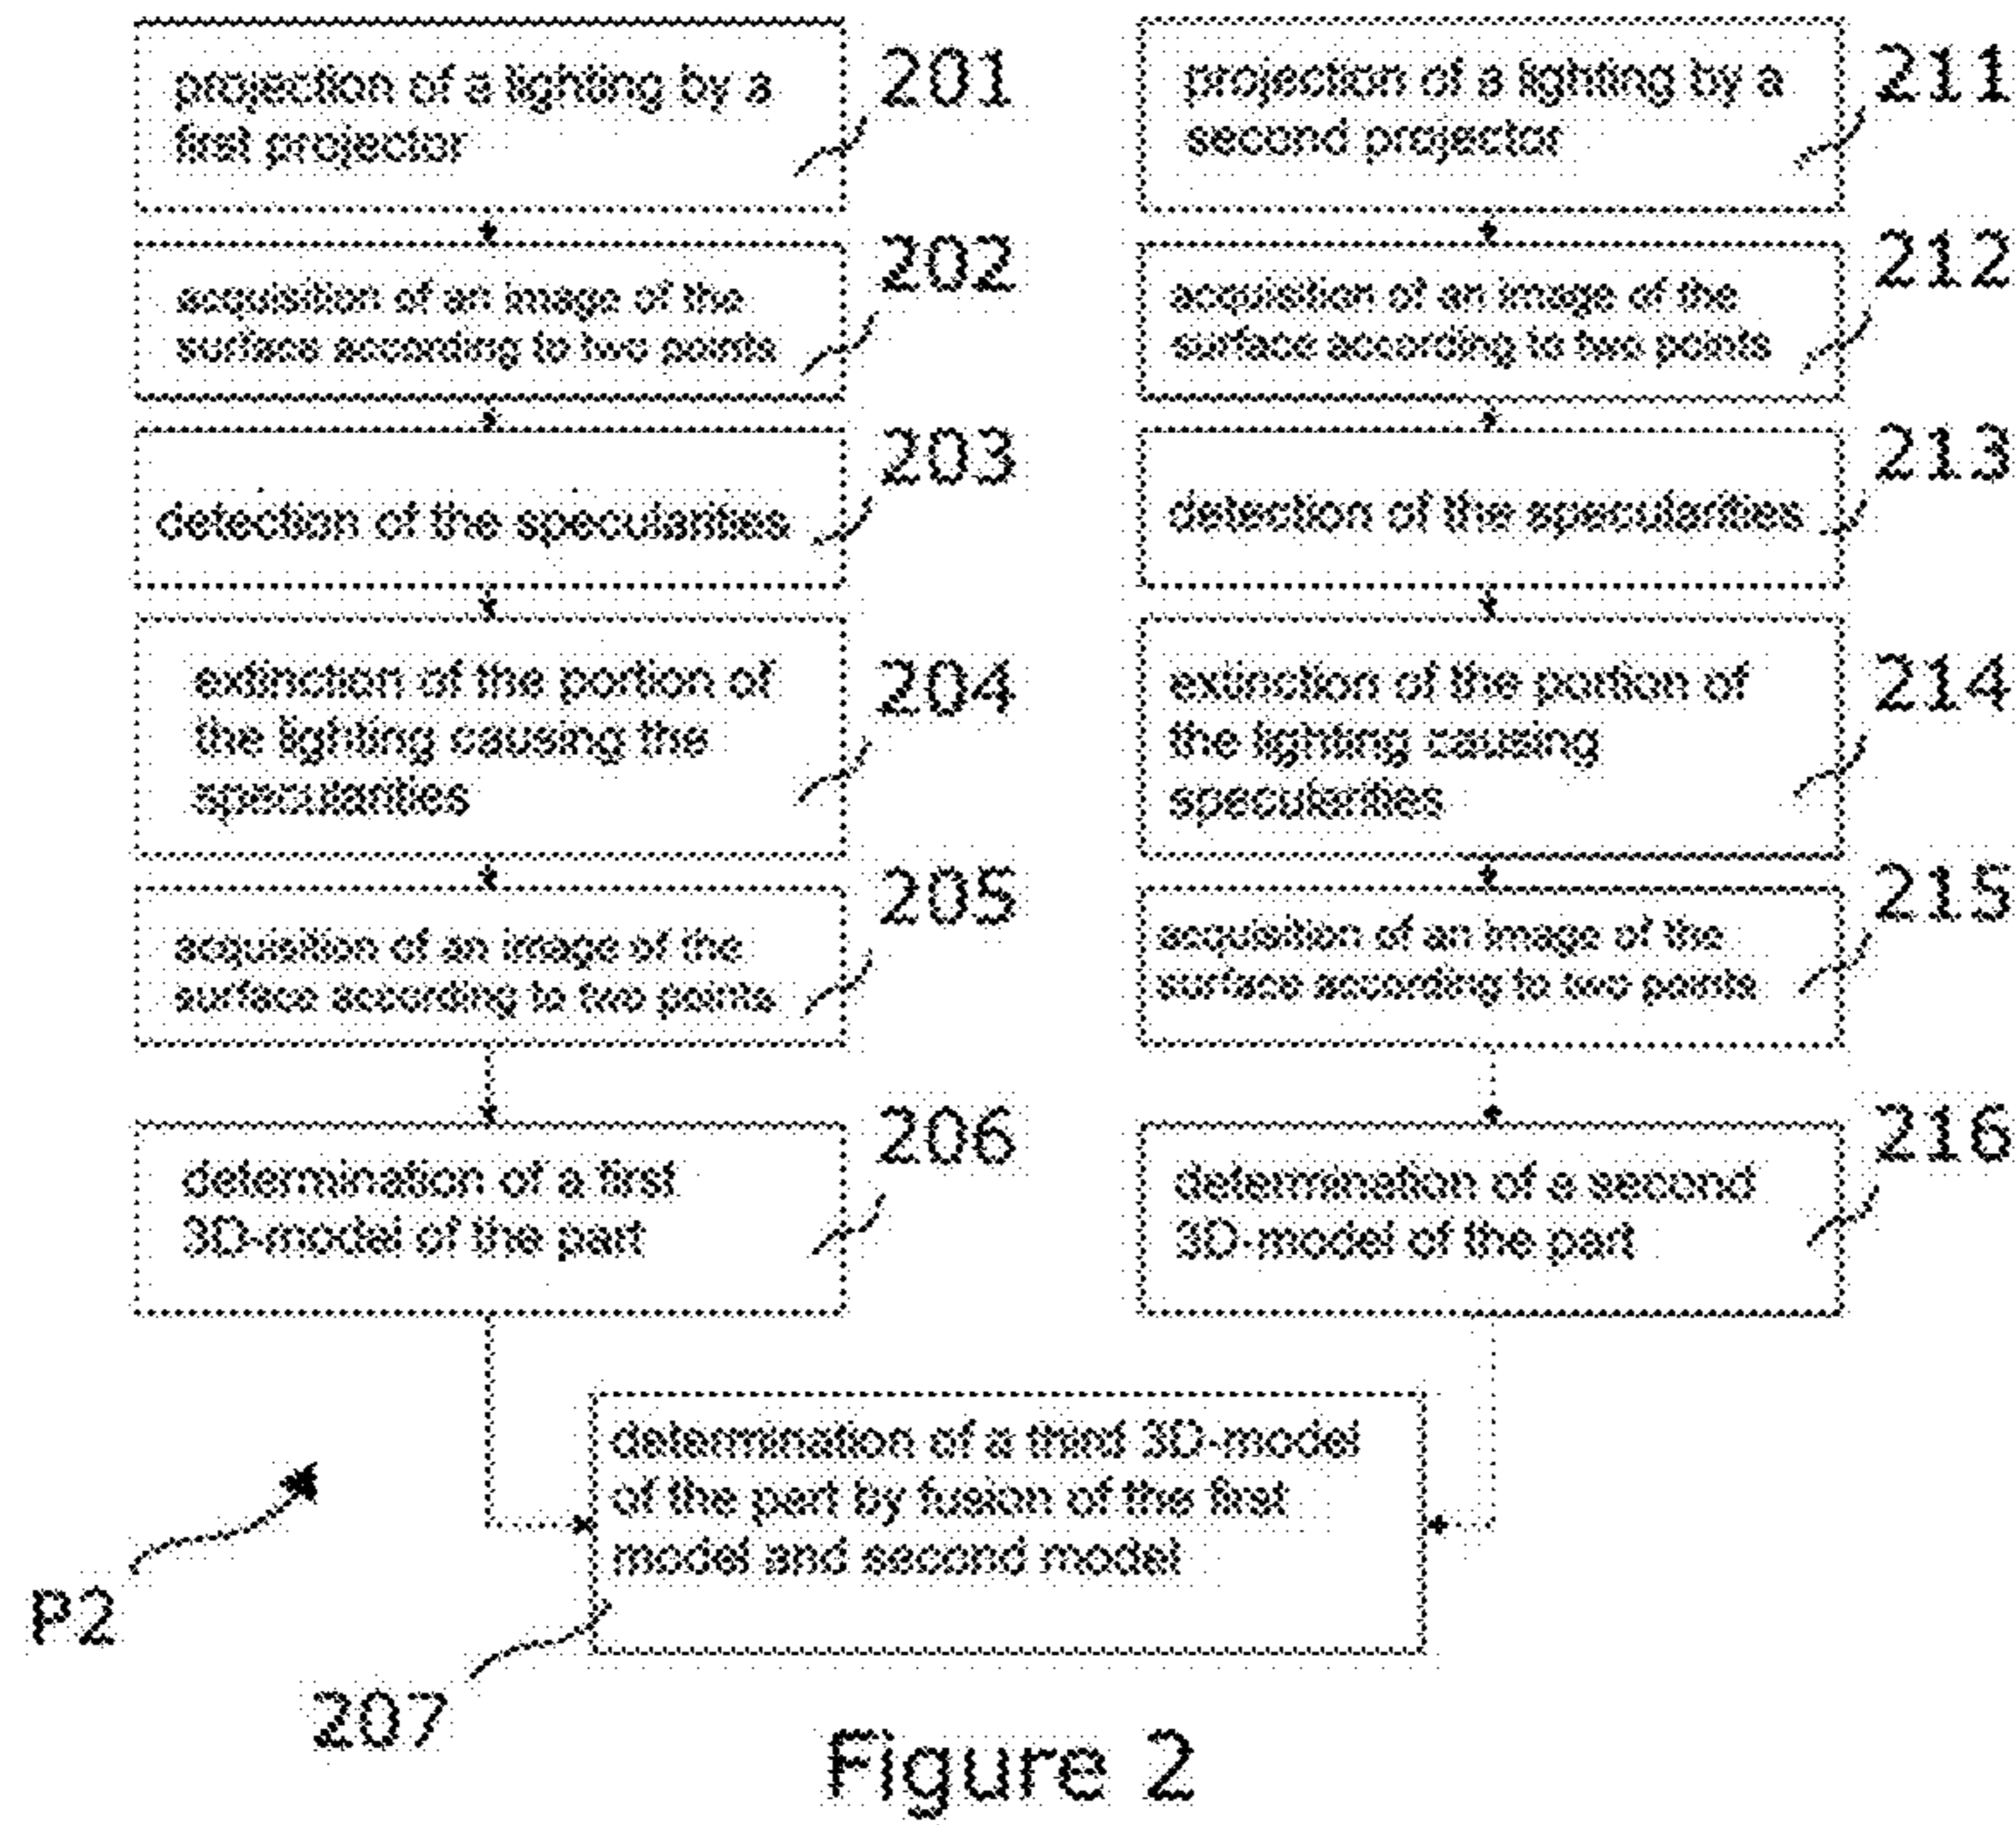 projection of a lighting by a
first projector
201
acquisition of an image of the
surface according to two points
202
detection of the specularities
203
extinction of the portion of
the lighting causing the
specularities
204
acquisition of an image of the
surface according to two points
205
determination of a first
3D-model of the part
206
projection of a lighting by a
second projector
211
acquisition of an image of the
surface according to two points
212
detection of the specularities
213
extinction of the portion of
the lighting causing
specularities
214
acquisition of an image of the
surface according to two points
215
determination of a second
3D-model of the part
216
determination of a third 3D-model
of the part by fusion of the first
model and second model
207
P2
Figure 2